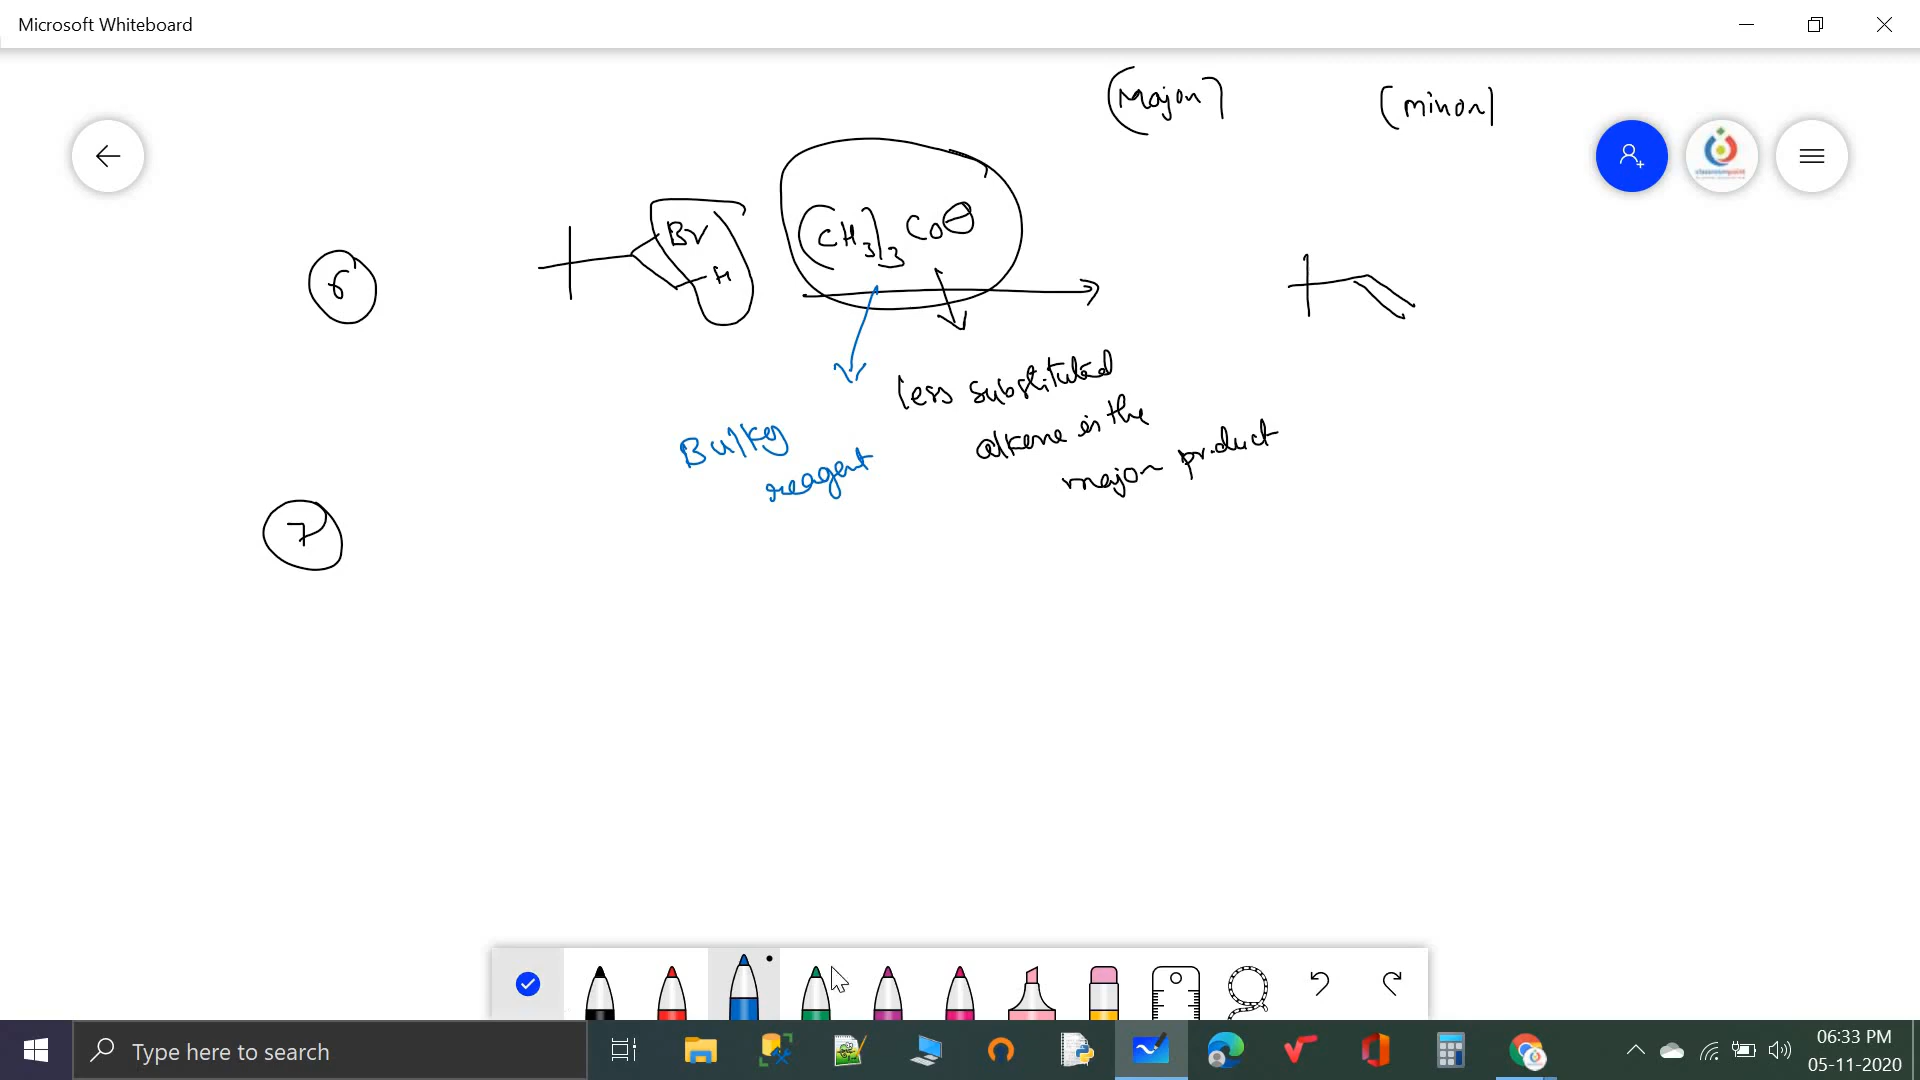 Microsoft Whiteboard
(Major)
(minor)
6
Br
H
(CH3)3 CO⊖
less substituted
alkene is the
major product
Bulky
reagent
7
Type here to search
06:33 PM
05-11-2020